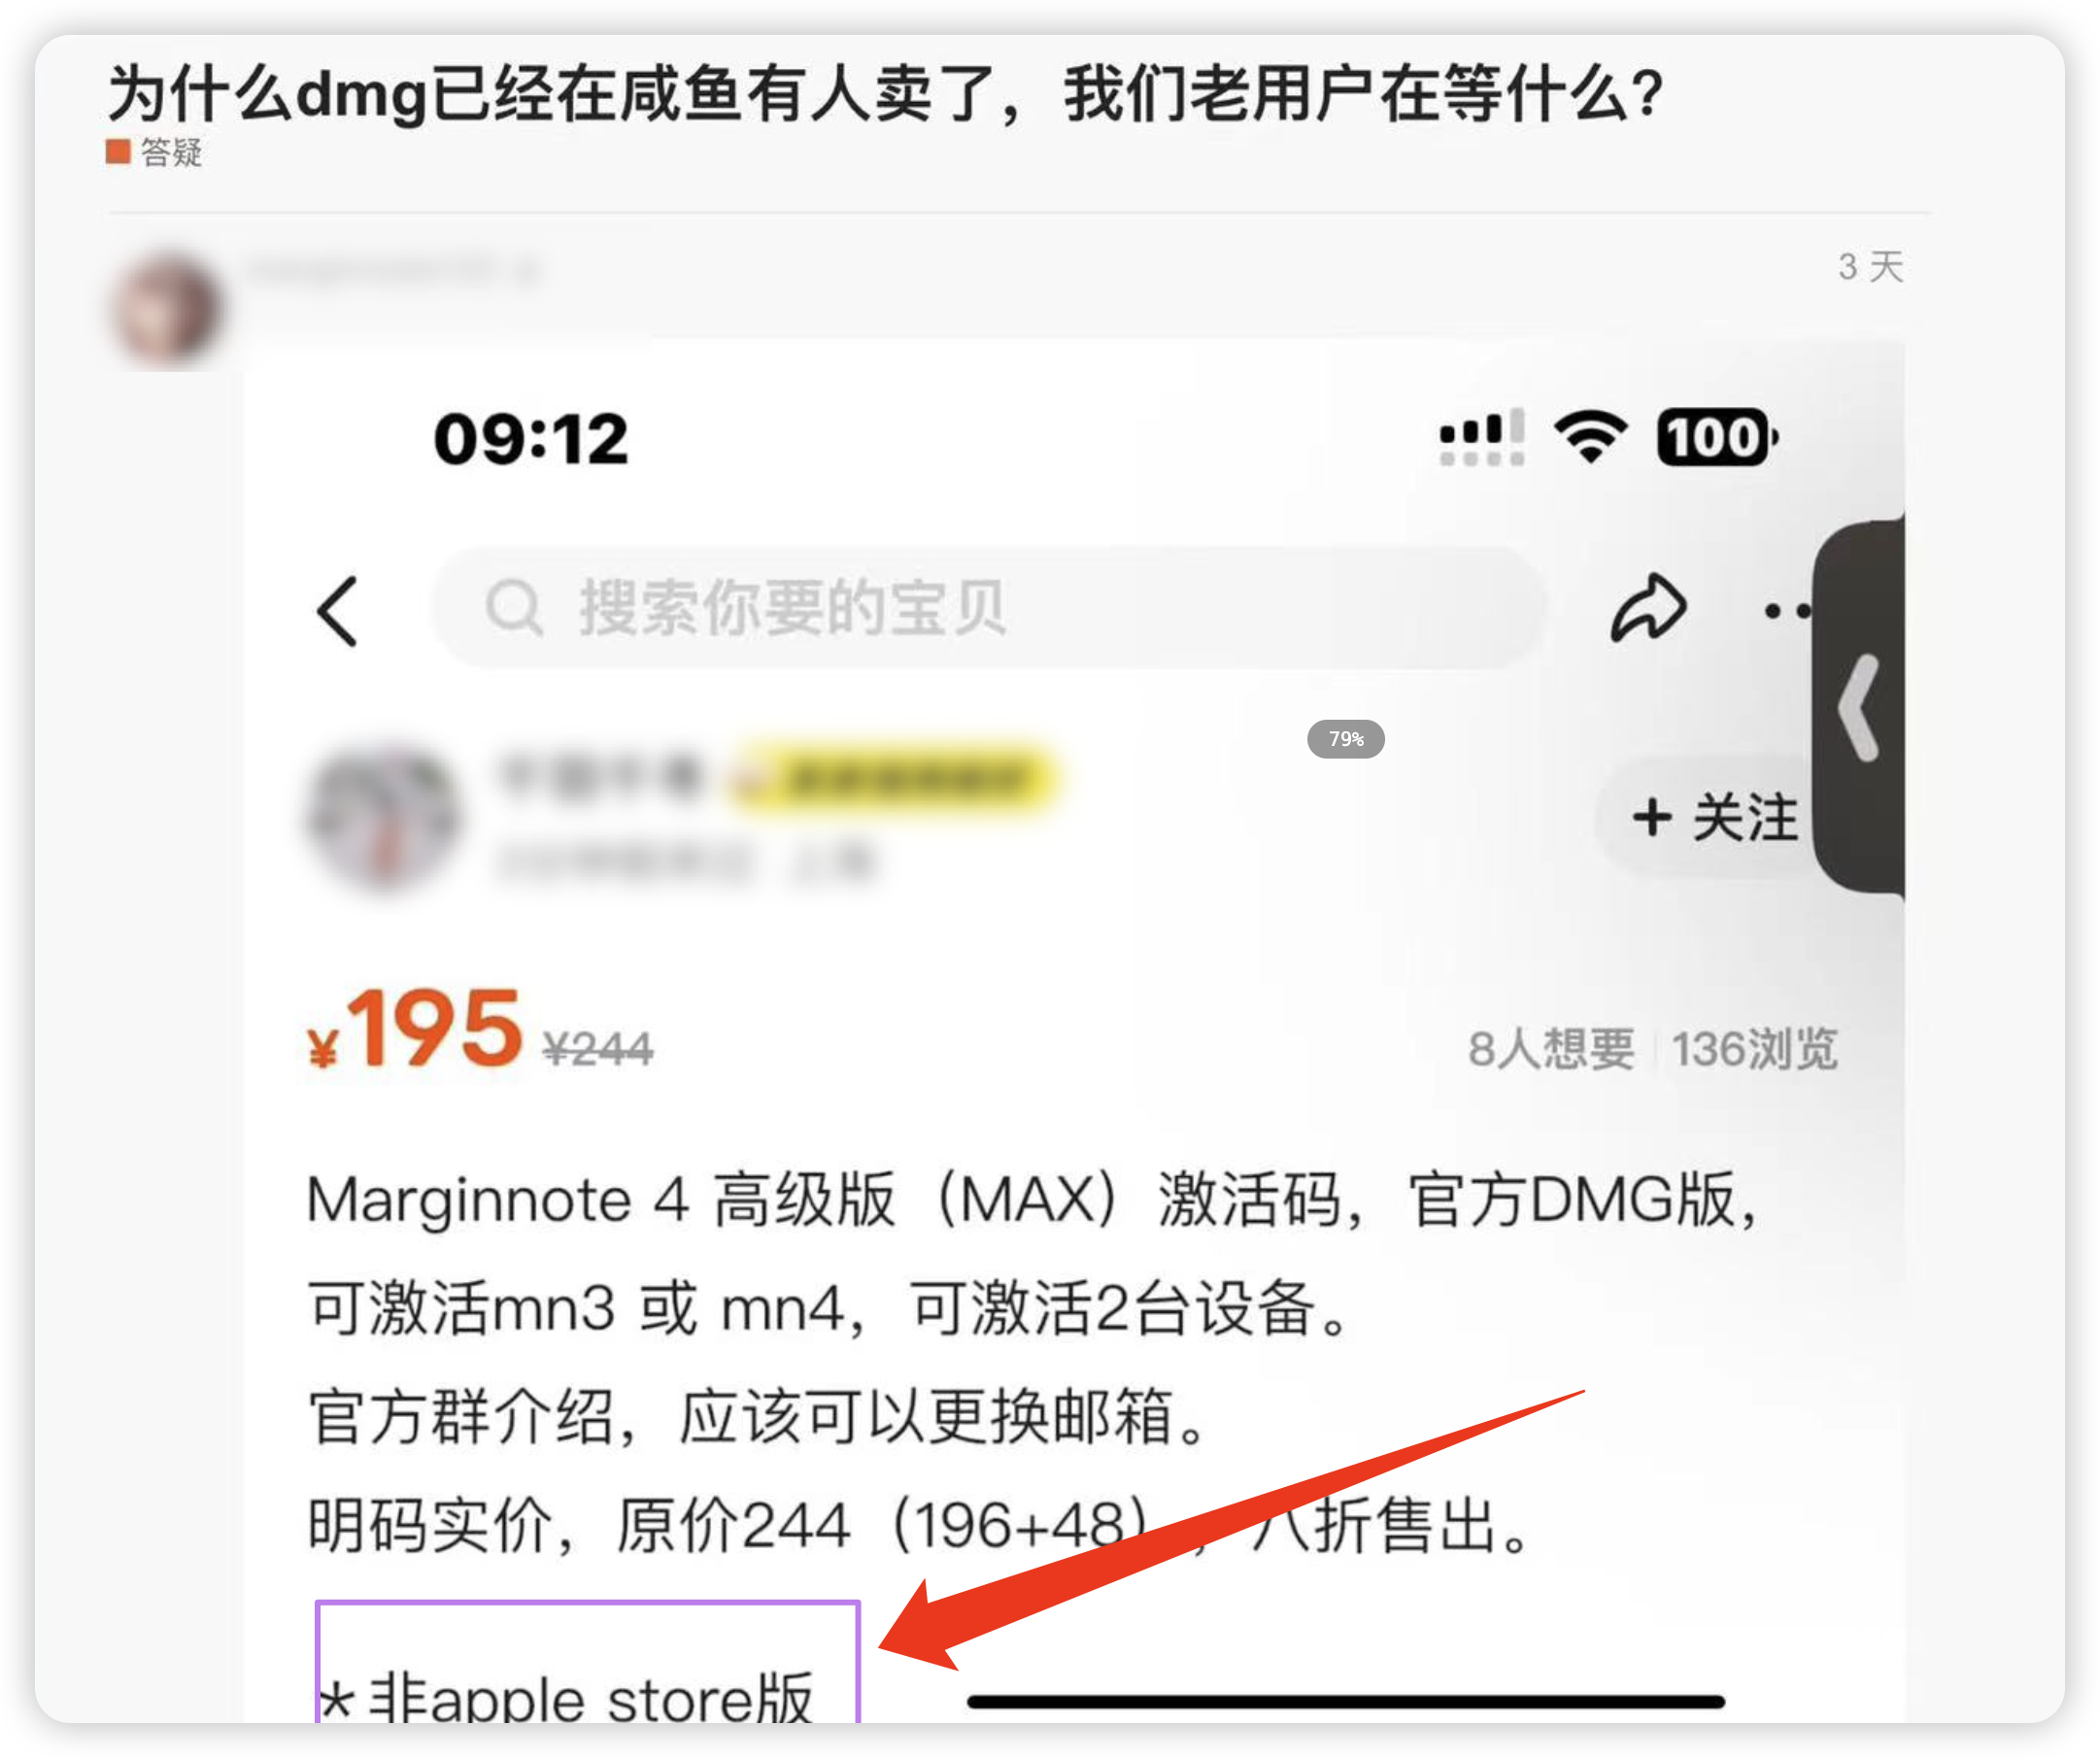 为什么dmg已经在咸鱼有人卖了，我们老用户在等什么？
答疑
3 天
09:12
100
搜索你要的宝贝
79%
+ 关注
¥195 ¥244
8人想要 136浏览
Marginnote 4 高级版（MAX）激活码，官方DMG版，
可激活mn3 或 mn4，可激活2台设备。
官方群介绍，应该可以更换邮箱。
明码实价，原价244（196+48），八折售出。
*非apple store版